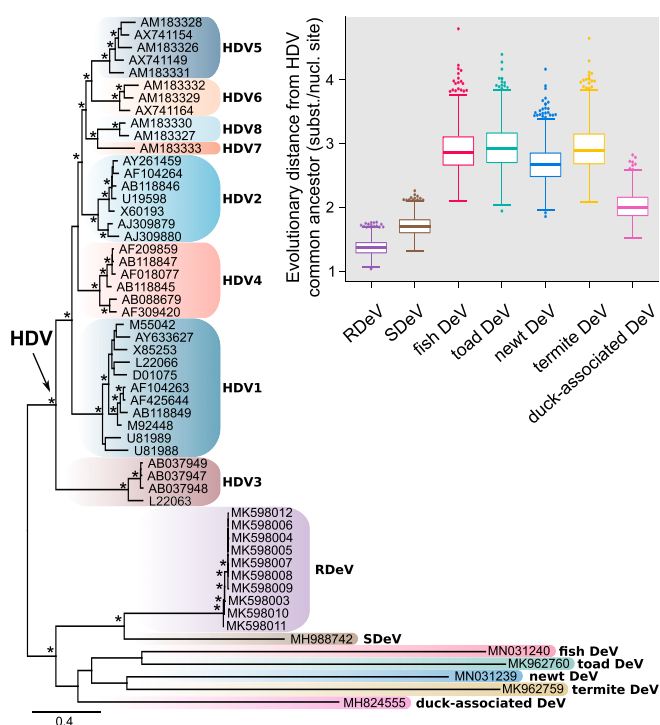 AM183328
AX741154
AM183326
AX741149
AM183331
HDV5
AM183332
AM183329
AX741164
HDV6
AM183330
AM183327
HDV8
AM183333
HDV7
AY261459
AF104264
AB118846
U19598
X60193
AJ309879
AJ309880
HDV2
AF209859
AB118847
AF018077
AB118845
AB088679
AF309420
HDV4
HDV
M55042
AY633627
X85253
L22066
D01075
AF104263
AF425644
AB118849
M92448
U81989
U81988
HDV1
AB037949
AB037947
AB037948
L22063
HDV3
MK598012
MK598006
MK598004
MK598005
MK598007
MK598008
MK598009
MK598003
MK598010
MK598011
RDeV
MH988742 SDeV
MN031240 fish DeV
MK962760 toad DeV
MN031239 newt DeV
MK962759 termite DeV
MH824555 duck-associated DeV
0.4
Evolutionary distance from HDV
common ancestor (subst./nucl. site)
4
3
2
1
RDeV
SDeV
fish DeV
toad DeV
newt DeV
termite DeV
duck-associated DeV